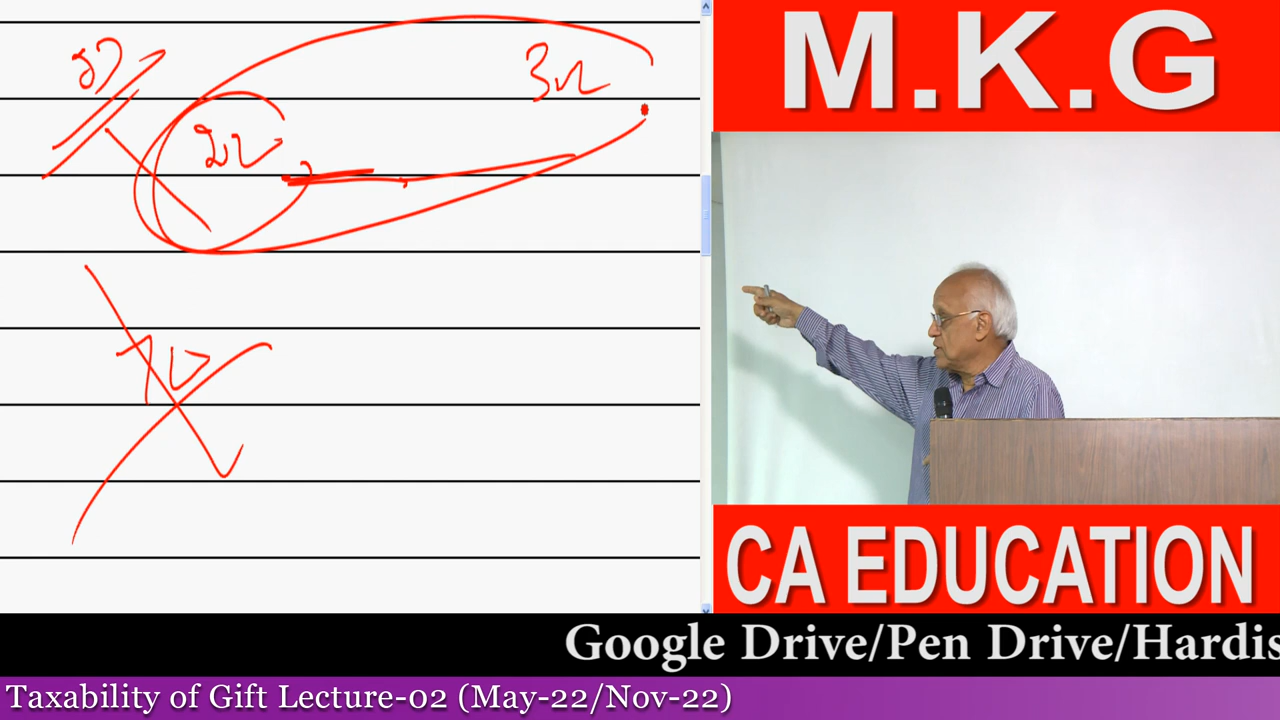 M.K.G
CA EDUCATION
Google Drive/Pen Drive/Hardis
Taxability of Gift Lecture-02 (May-22/Nov-22)